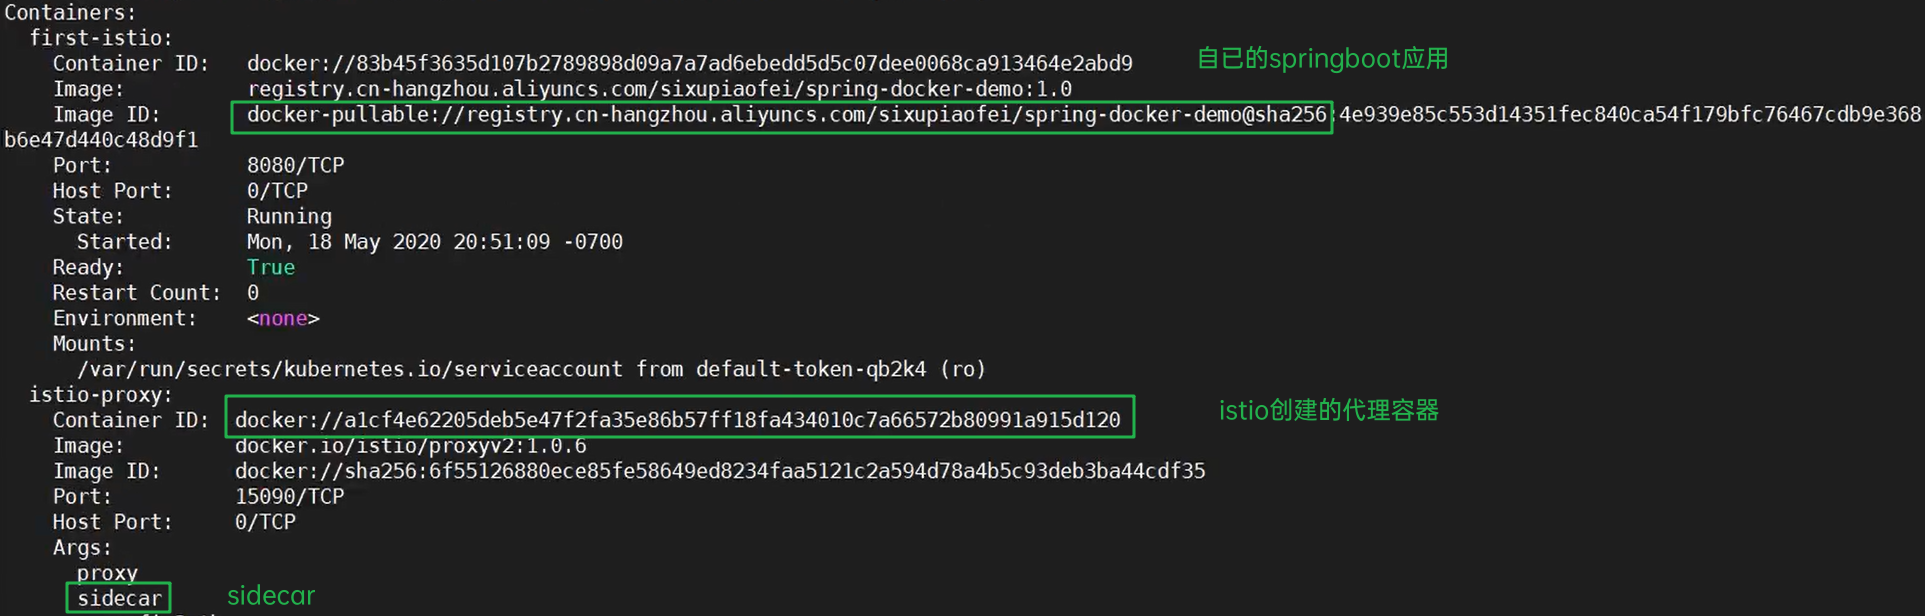 Containers:
first-istio:
Container ID: docker://83b45f3635d107b2789898d09a7a7ad6ebedd5d5c07dee0068ca913464e2abd9 自已的springboot应用
Image: registry.cn-hangzhou.aliyuncs.com/sixupiaofei/spring-docker-demo:1.0
Image ID: docker-pullable://registry.cn-hangzhou.aliyuncs.com/sixupiaofei/spring-docker-demo@sha256:4e939e85c553d14351fec840ca54f179bfc76467cdb9e368
b6e47d440c48d9f1
Port: 8080/TCP
Host Port: 0/TCP
State: Running
Started: Mon, 18 May 2020 20:51:09 -0700
Ready: True
Restart Count: 0
Environment: <none>
Mounts:
/var/run/secrets/kubernetes.io/serviceaccount from default-token-qb2k4 (ro)
istio-proxy:
Container ID: docker://a1cf4e62205deb5e47f2fa35e86b57ff18fa434010c7a66572b80991a915d120 istio创建的代理容器
Image: docker.io/istio/proxyv2:1.0.6
Image ID: docker://sha256:6f55126880ece85fe58649ed8234faa5121c2a594d78a4b5c93deb3ba44cdf35
Port: 15090/TCP
Host Port: 0/TCP
Args:
proxy
sidecar sidecar